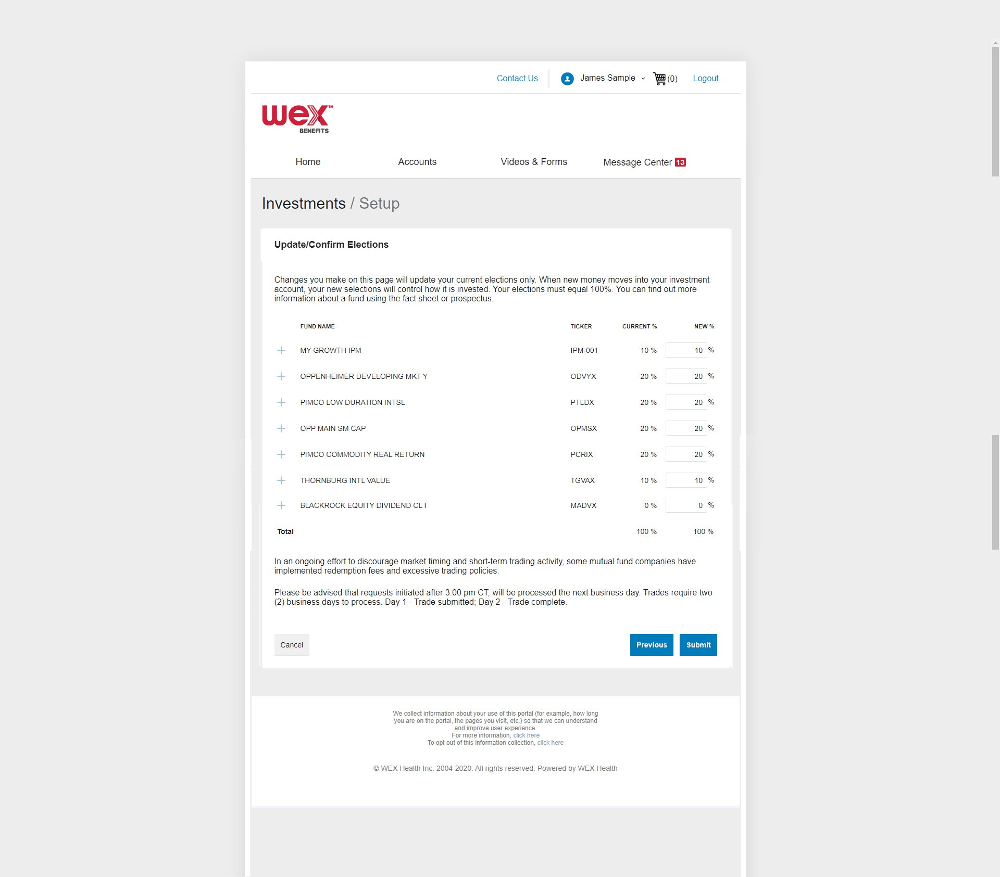 Contact Us James Sample (0) Logout
wex™
BENEFITS
Home Accounts Videos & Forms Message Center 13
Investments / Setup
Update/Confirm Elections
Changes you make on this page will update your current elections only. When new money moves into your investment
account, your new selections will control how it is invested. Your elections must equal 100%. You can find out more
information about a fund using the fact sheet or prospectus.
FUND NAME TICKER CURRENT % NEW %
MY GROWTH IPM IPM-001 10 % 10 %
OPPENHEIMER DEVELOPING MKT Y ODVYX 20 % 20 %
PIMCO LOW DURATION INTSL PTLDX 20 % 20 %
OPP MAIN SM CAP OPMSX 20 % 20 %
PIMCO COMMODITY REAL RETURN PCRIX 20 % 20 %
THORNBURG INTL VALUE TGVAX 10 % 10 %
BLACKROCK EQUITY DIVIDEND CL I MADVX 0 % 0 %
Total 100 % 100 %
In an ongoing effort to discourage market timing and short-term trading activity, some mutual fund companies have
implemented redemption fees and excessive trading policies.
Please be advised that requests initiated after 3:00 pm CT, will be processed the next business day. Trades require two
(2) business days to process. Day 1 - Trade submitted; Day 2 - Trade complete.
Cancel Previous Submit
We collect information about your use of this portal (for example, how long
you are on the portal, the pages you visit, etc.) so that we can understand
and improve user experience.
For more information, click here
To opt out of this information collection, click here
© WEX Health Inc. 2004-2020. All rights reserved. Powered by WEX Health